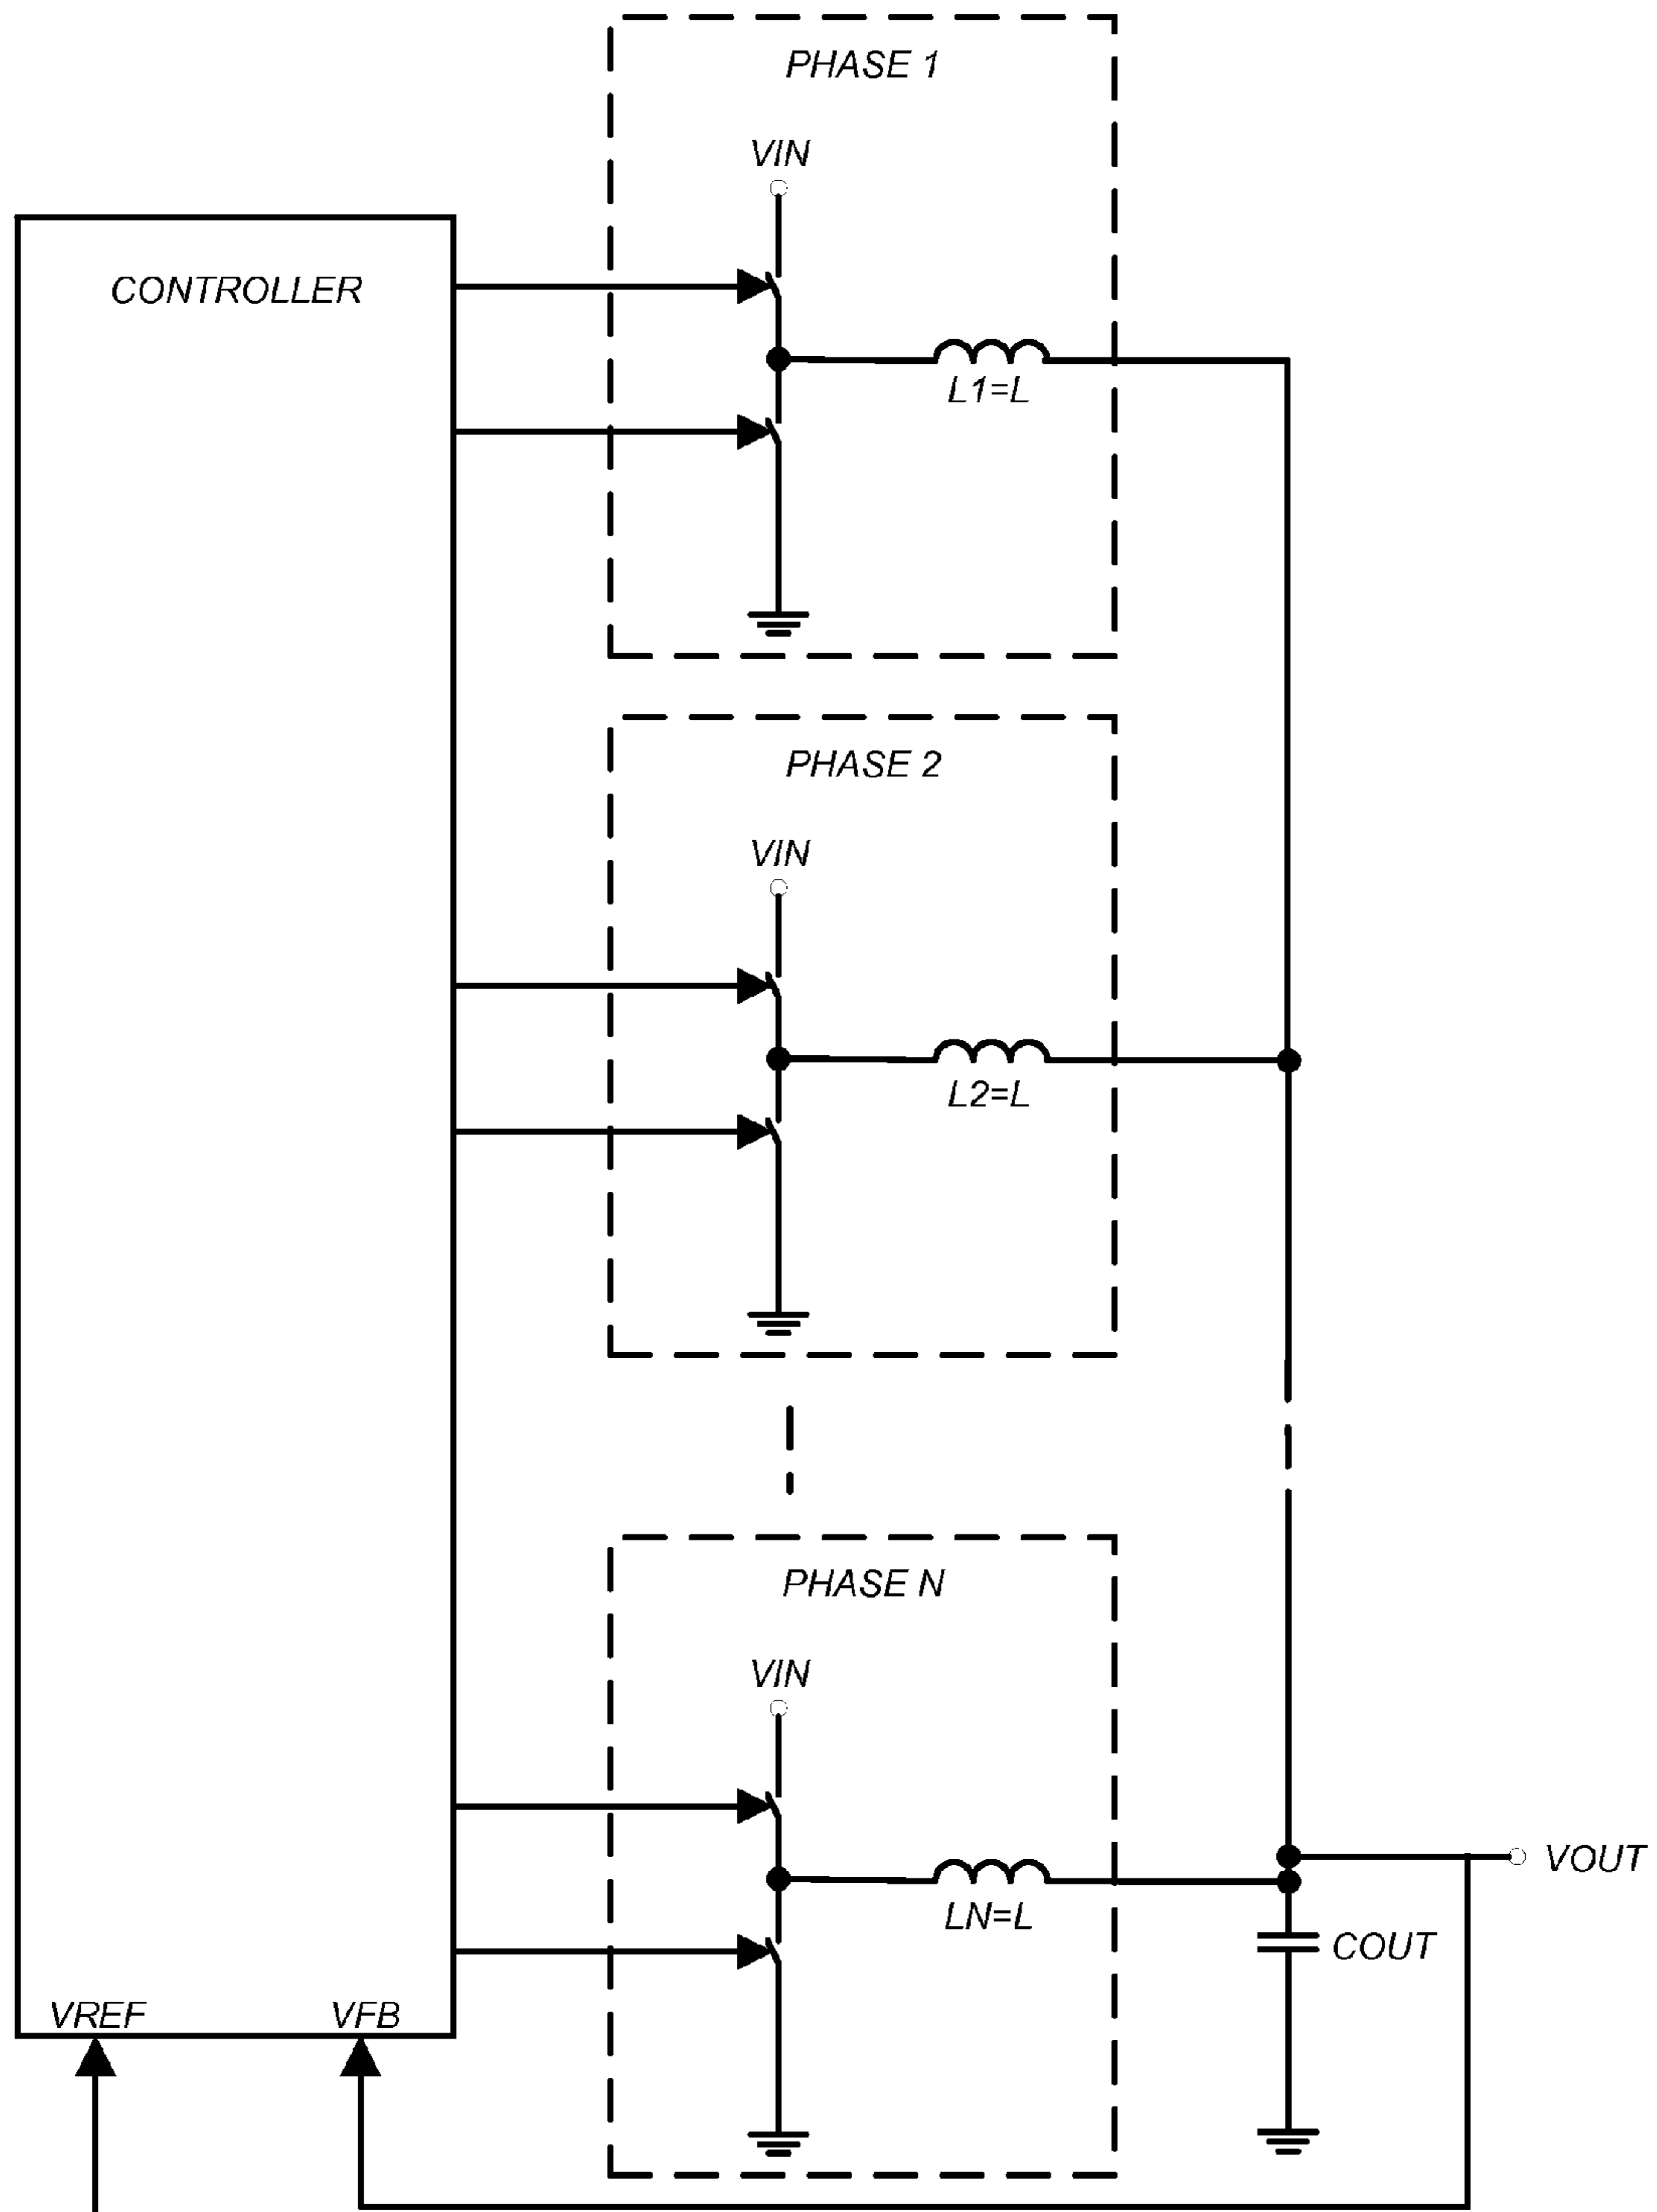 PHASE 1
VIN
CONTROLLER
L1=L
PHASE 2
VIN
L2=L
PHASE N
VIN
VOUT
LN=L
COUT
VREF
VFB